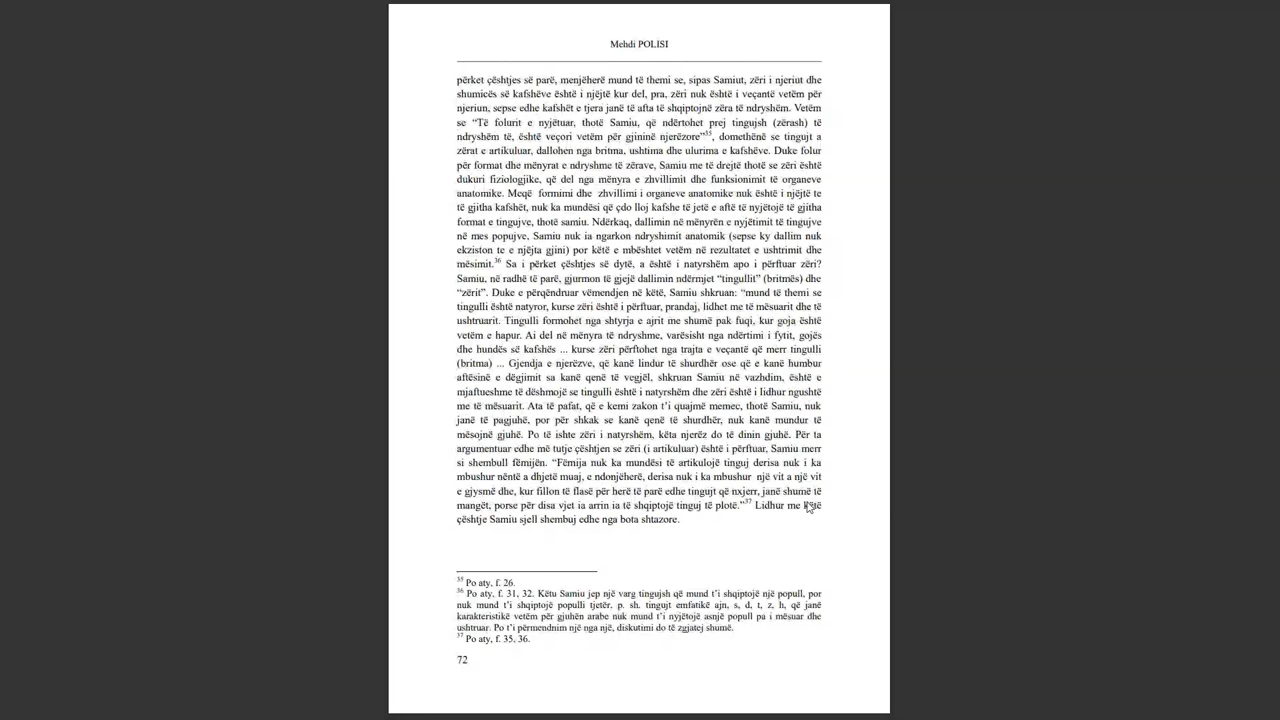 Mehdi POLISI
përket çështjes së parë, menjëherë mund të themi se, sipas Samiut, zëri i njeriut dhe
shumicës së kafshëve është i njëjtë kur del, pra, zëri nuk është i veçantë vetëm për
njeriun, sepse edhe kafshët e tjera janë të afta të shqiptojnë zëra të ndryshëm. Vetëm
se “Të folurit e nyjëtuar, thotë Samiu, që ndërtohet prej tingujsh (zërash) të
ndryshëm të, është veçori vetëm për gjininë njerëzore”35, domethënë se tingujt a
zërat e artikuluar, dallohen nga britma, ushtima dhe ulurima e kafshëve. Duke folur
për format dhe mënyrat e ndryshme të zërave, Samiu me të drejtë thotë se zëri është
dukuri fiziologjike, që del nga mënyra e zhvillimit dhe funksionimit të organeve
anatomike. Meqë formimi dhe zhvillimi i organeve anatomike nuk është i njëjtë te
të gjitha kafshët, nuk ka mundësi që çdo lloj kafshe të jetë e aftë të nyjëtojë të gjitha
format e tingujve, thotë samiu. Ndërkaq, dallimin në mënyrën e nyjëtimit të tingujve
në mes popujve, Samiu nuk ia ngarkon ndryshimit anatomik (sepse ky dallim nuk
ekziston te e njëjta gjini) por këtë e mbështet vetëm në rezultatet e ushtrimit dhe
mësimit.36 Sa i përket çështjes së dytë, a është i natyrshëm apo i përftuar zëri?
Samiu, në radhë të parë, gjurmon të gjejë dallimin ndërmjet “tingullit” (britmës) dhe
“zërit”. Duke e përqëndruar vëmendjen në këtë, Samiu shkruan: “mund të themi se
tingulli është natyror, kurse zëri është i përftuar, prandaj, lidhet me të mësuarit dhe të
ushtruarit. Tingulli formohet nga shtyrja e ajrit me shumë pak fuqi, kur goja është
vetëm e hapur. Ai del në mënyra të ndryshme, varësisht nga ndërtimi i fytit, gojës
dhe hundës së kafshës ... kurse zëri përftohet nga trajta e veçantë që merr tingulli
(britma) ... Gjendja e njerëzve, që kanë lindur të shurdhër ose që e kanë humbur
aftësinë e dëgjimit sa kanë qenë të vegjël, shkruan Samiu në vazhdim, është e
mjaftueshme të dëshmojë se tingulli është i natyrshëm dhe zëri është i lidhur ngushtë
me të mësuarit. Ata të pafat, që e kemi zakon t’i quajmë memec, thotë Samiu, nuk
janë të pagjuhë, por për shkak se kanë qenë të shurdhër, nuk kanë mundur të
mësojnë gjuhë. Po të ishte zëri i natyrshëm, këta njerëz do të dinin gjuhë. Për ta
argumentuar edhe më tutje çështjen se zëri (i artikuluar) është i përftuar, Samiu merr
si shembull fëmijën. “Fëmija nuk ka mundësi të artikulojë tinguj derisa nuk i ka
mbushur nëntë a dhjetë muaj, e ndonjëherë, derisa nuk i ka mbushur një vit a një vit
e gjysmë dhe, kur fillon të flasë për herë të parë edhe tingujt që nxjerr, janë shumë të
mangët, porse për disa vjet ia arrin ia të shqiptojë tinguj të plotë.”37 Lidhur me këtë
çështje Samiu sjell shembuj edhe nga bota shtazore.
35 Po aty, f. 26.
36 Po aty, f. 31, 32. Këtu Samiu jep një varg tingujsh që mund t’i shqiptojë një popull, por
nuk mund t’i shqiptojë populli tjetër, p. sh. tingujt emfatikë ajn, s, d, t, z, h, që janë
karakteristikë vetëm për gjuhën arabe nuk mund t’i nyjëtojë asnjë popull pa i mësuar dhe
ushtruar. Po t’i përmendnim një nga një, diskutimi do të zgjatej shumë.
37 Po aty, f. 35, 36.
72